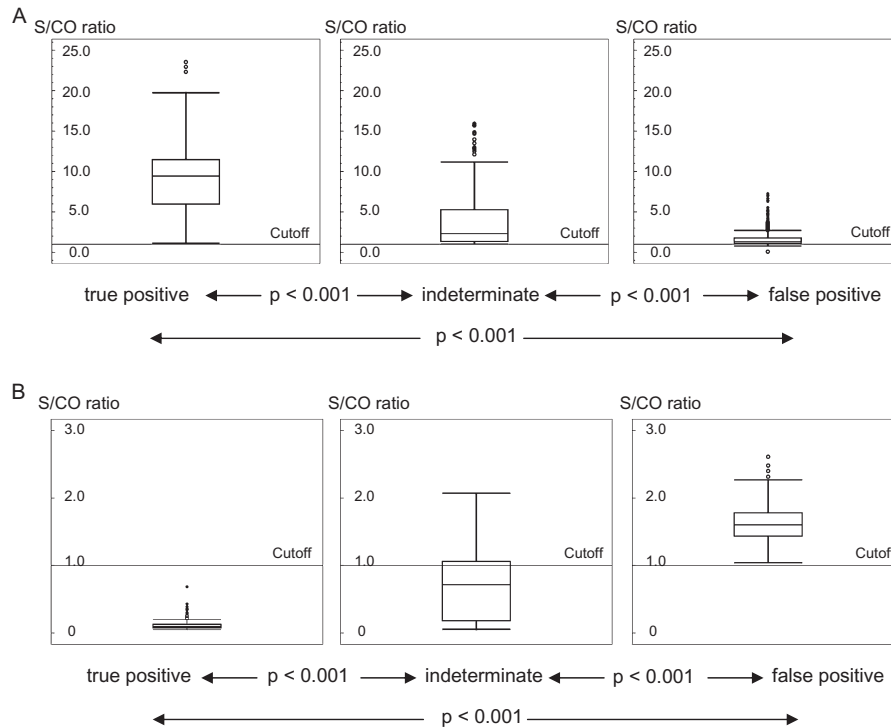 A
S/CO ratio S/CO ratio S/CO ratio
25.0 25.0 25.0
20.0 20.0 20.0
15.0 15.0 15.0
10.0 10.0 10.0
5.0 5.0 5.0
Cutoff Cutoff Cutoff
0.0 0.0 0.0
true positive p < 0.001 indeterminate p < 0.001 false positive
p < 0.001
B
S/CO ratio S/CO ratio S/CO ratio
3.0 3.0 3.0
2.0 2.0 2.0
Cutoff Cutoff Cutoff
1.0 1.0 1.0
0 0 0
true positive p < 0.001 indeterminate p < 0.001 false positive
p < 0.001